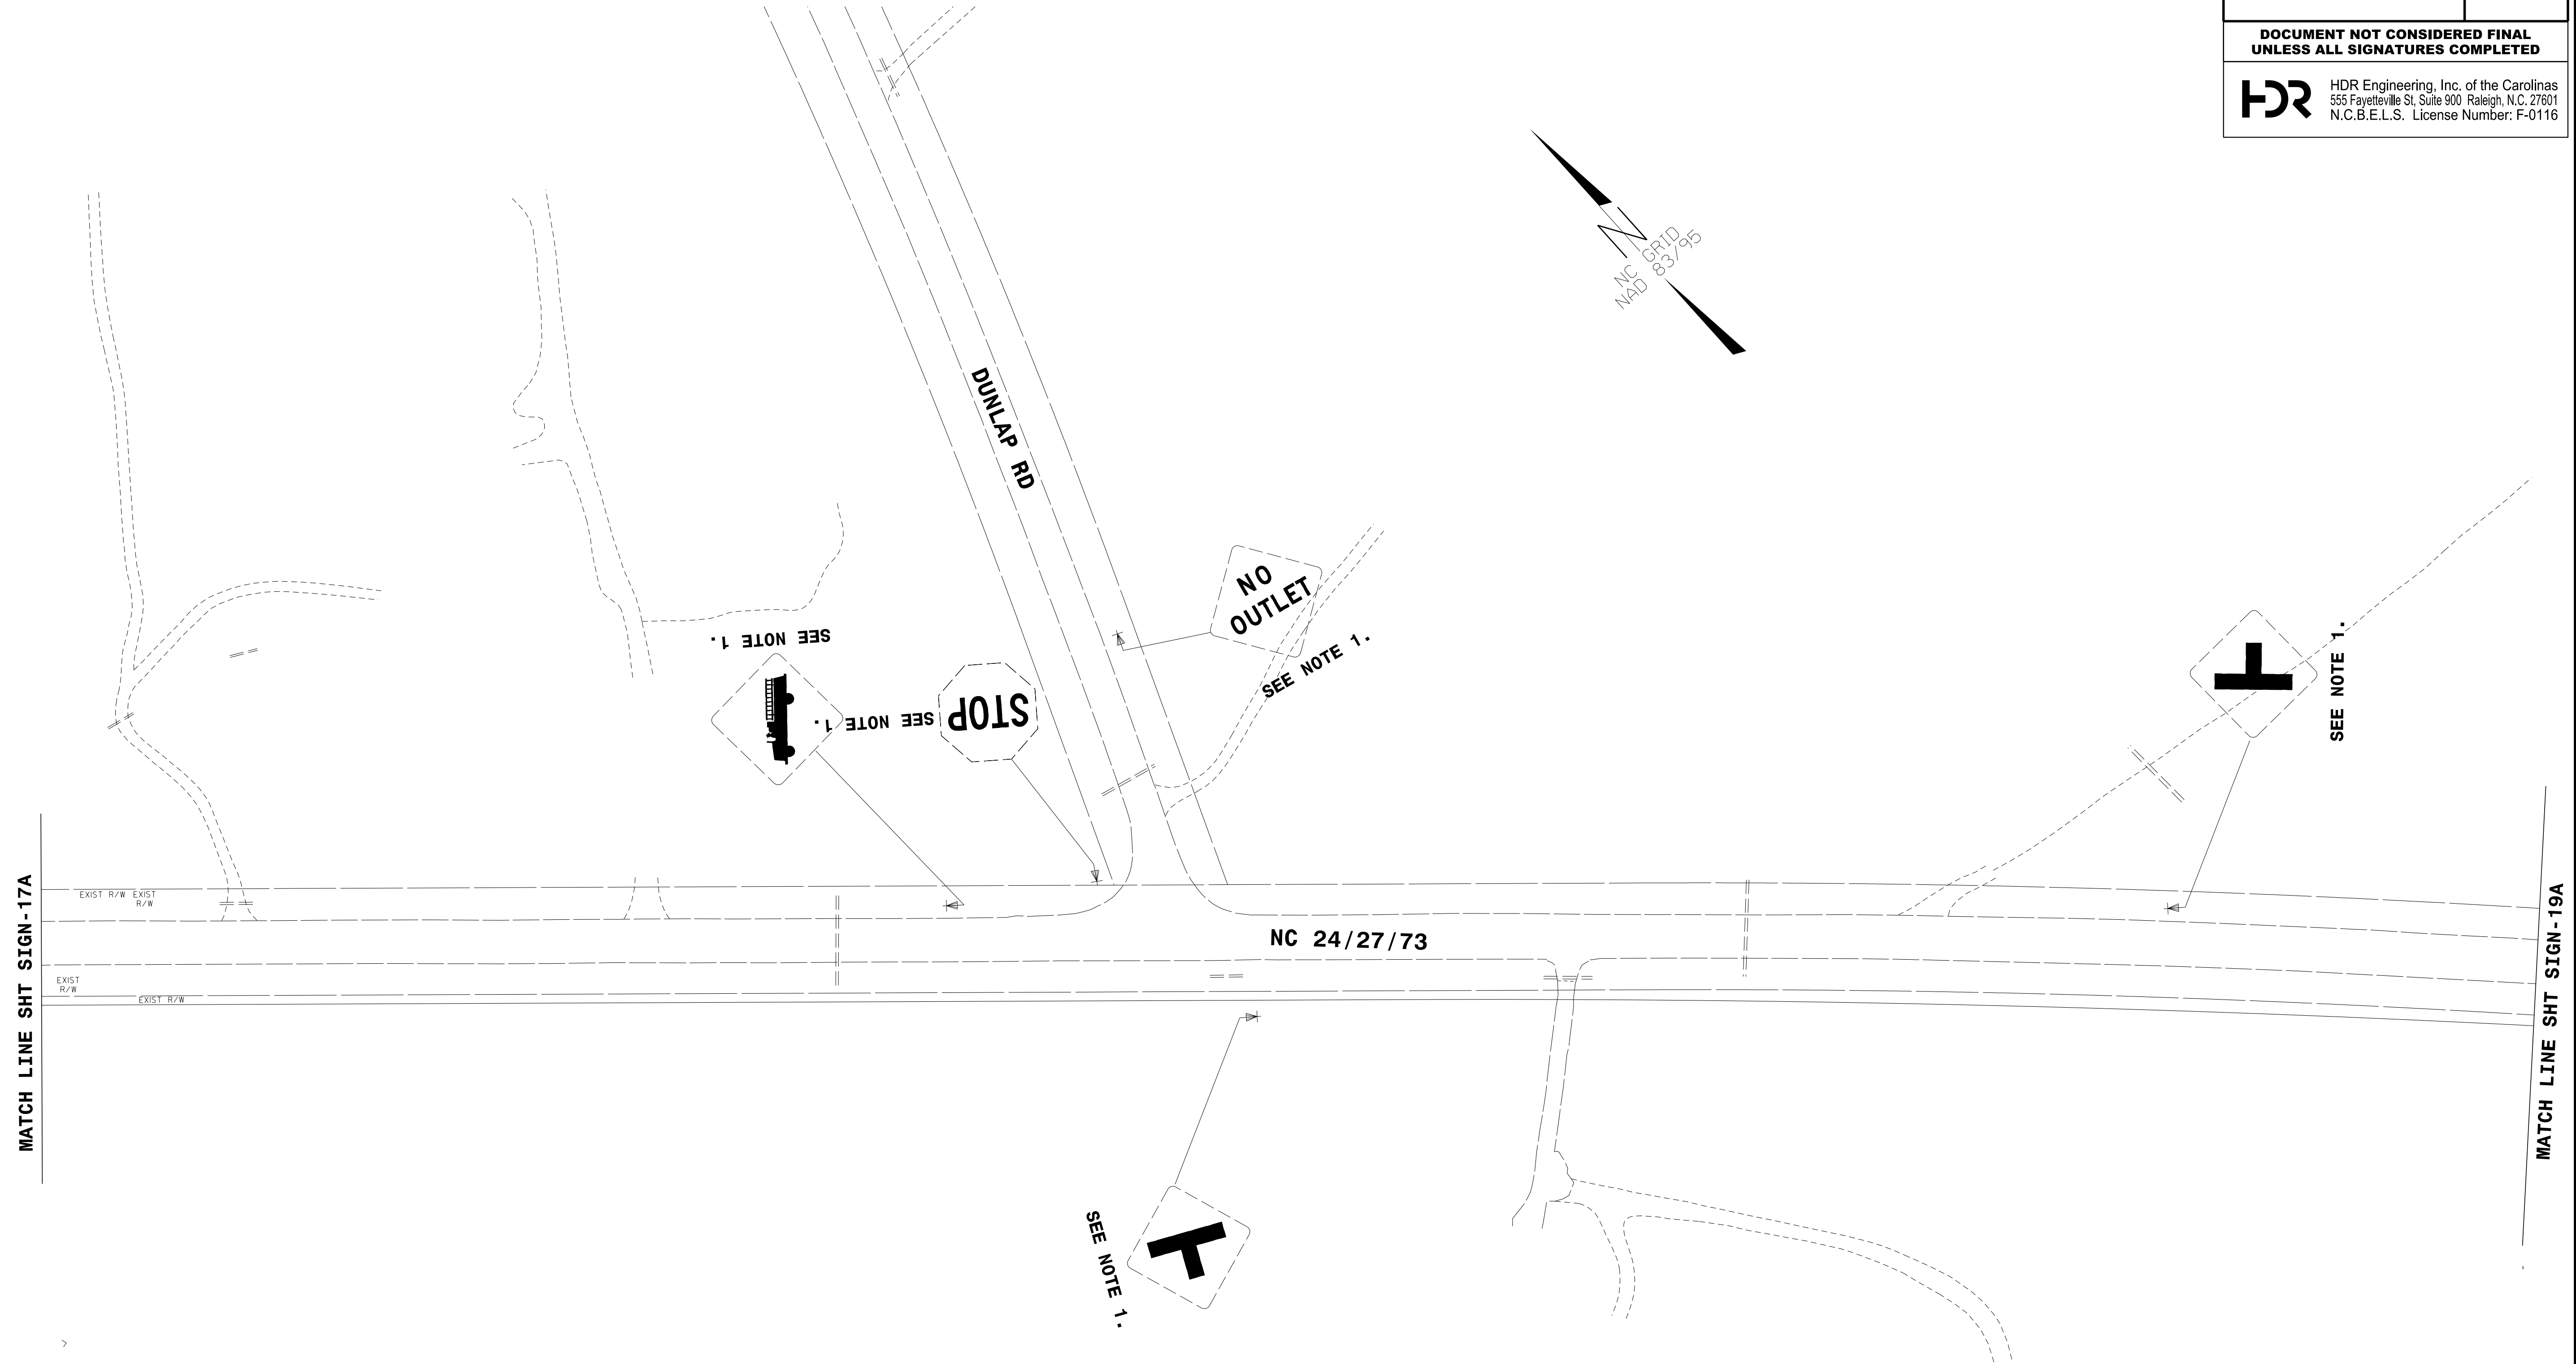 DOCUMENT NOT CONSIDERED FINAL
UNLESS ALL SIGNATURES COMPLETED
HDR
HDR Engineering, Inc. of the Carolinas
555 Fayetteville St, Suite 900 Raleigh, N.C. 27601
N.C.B.E.L.S. License Number: F-0116
N
NC GRID
NAD 83/95
DUNLAP RD
NO
OUTLET
SEE NOTE 1.
SEE NOTE 1.
SEE NOTE 1.
STOP
SEE NOTE 1.
MATCH LINE SHT SIGN-17A
EXIST R/W EXIST
R/W
NC 24/27/73
EXIST
R/W
EXIST R/W
MATCH LINE SHT SIGN-19A
SEE NOTE 1.